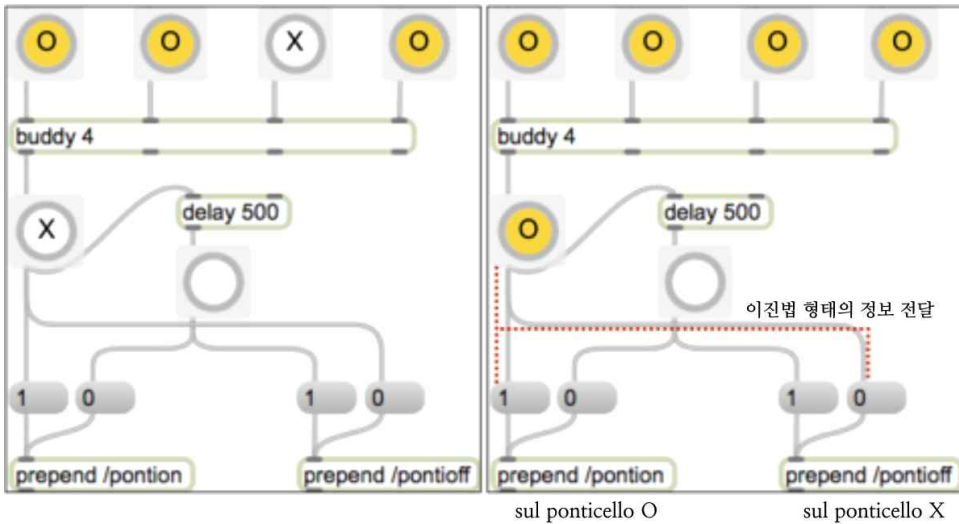 O O X O
buddy 4
X
delay 500
1 0 1 0
prepend /pontion prepend /pontioff
O O O O
buddy 4
delay 500
O
이진법 형태의 정보 전달
1 0 1 0
prepend /pontion prepend /pontioff
sul ponticello O sul ponticello X